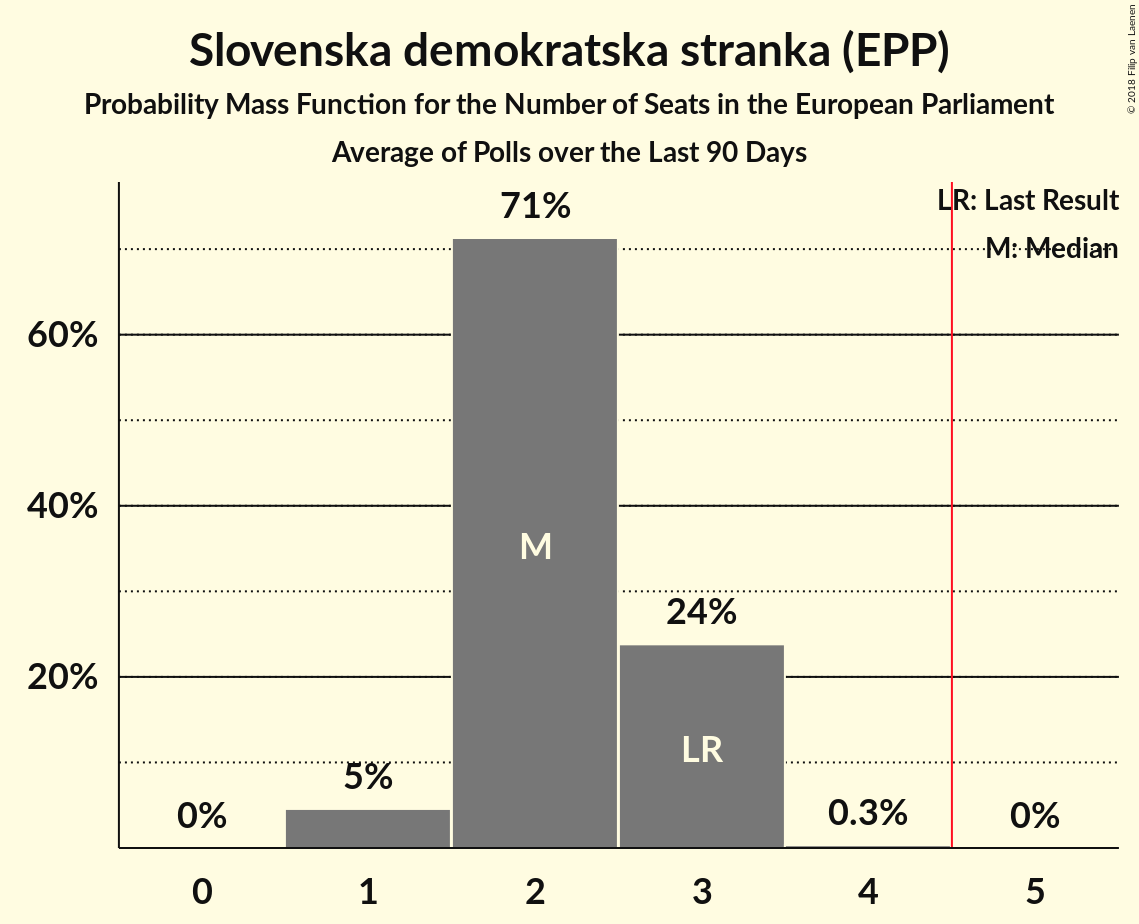 Slovenska demokratska stranka (EPP)
Probability Mass Function for the Number of Seats in the European Parliament
Average of Polls over the Last 90 Days
© 2018 Filip van Laenen
LR: Last Result
M: Median
71%
60%
40%
M
24%
20%
LR
5%
0%
0.3%
0%
0 1 2 3 4 5